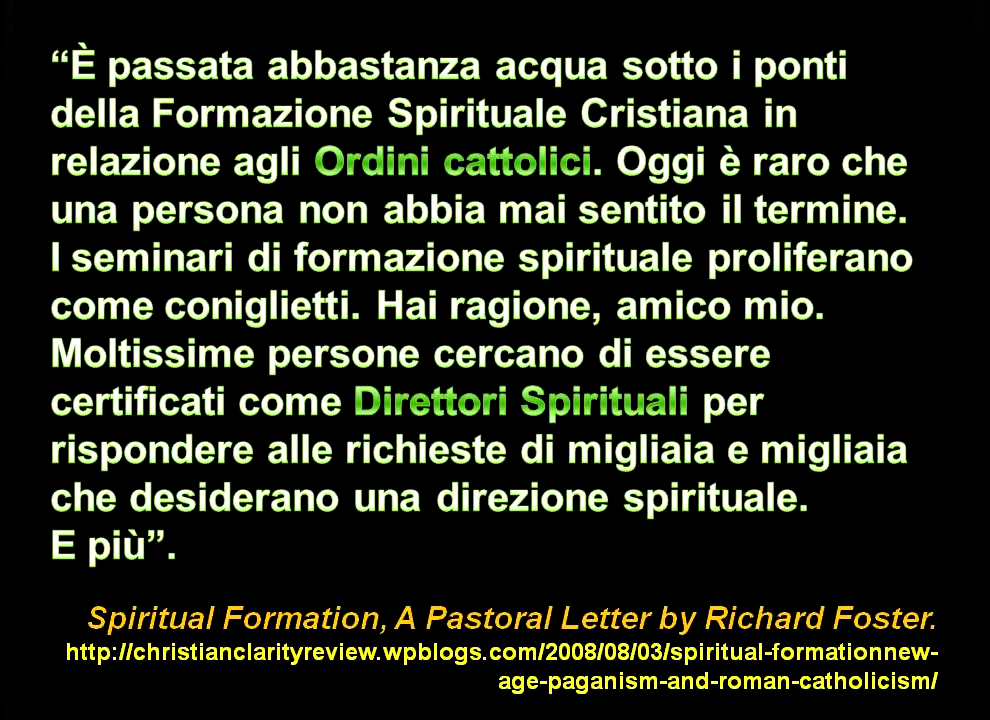 “È passata abbastanza acqua sotto i ponti
della Formazione Spirituale Cristiana in
relazione agli Ordini cattolici. Oggi è raro che
una persona non abbia mai sentito il termine.
I seminari di formazione spirituale proliferano
come coniglietti. Hai ragione, amico mio.
Moltissime persone cercano di essere
certificati come Direttori Spirituali per
rispondere alle richieste di migliaia e migliaia
che desiderano una direzione spirituale.
E più”.
Spiritual Formation, A Pastoral Letter by Richard Foster.
http://christianclarityreview.wpblogs.com/2008/08/03/spiritual-formationnew-
age-paganism-and-roman-catholicism/